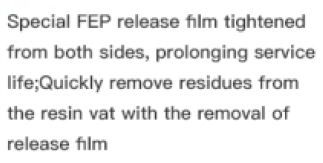 Special FEP release film tightened
from both sides, prolonging service
life;Quickly remove residues from
the resin vat with the removal of
release film